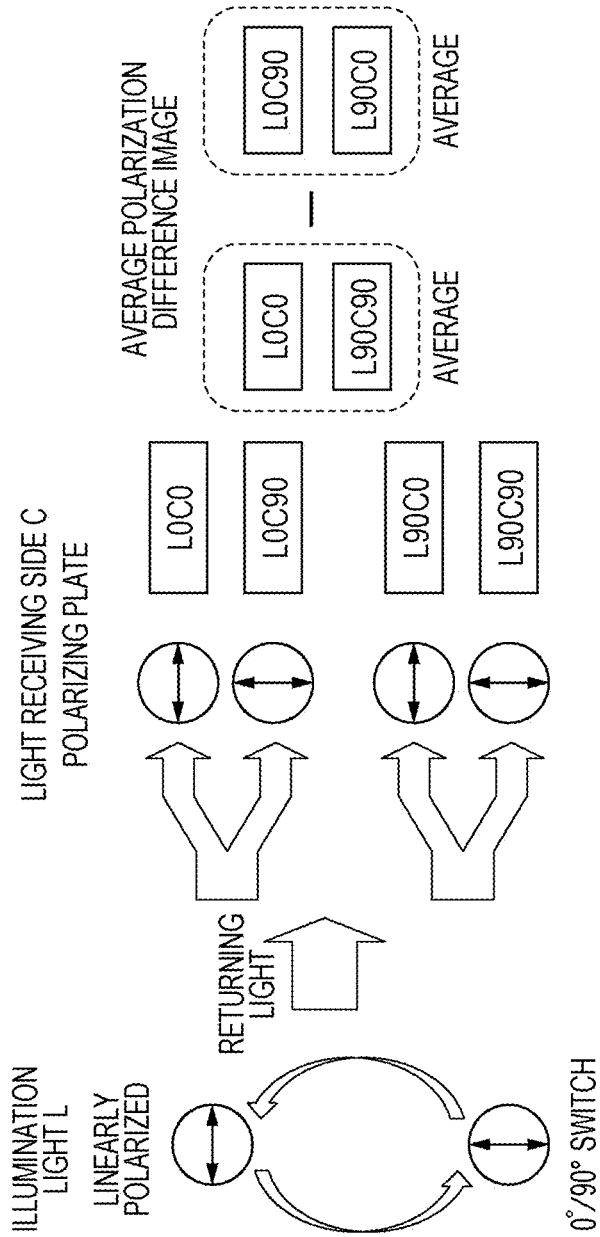 ILLUMINATION
LIGHT L
LINEARLY
POLARIZED
0°/90° SWITCH
RETURNING
LIGHT
LIGHT RECEIVING SIDE C
POLARIZING PLATE
L0C0
L0C90
L90C0
L90C90
AVERAGE POLARIZATION
DIFFERENCE IMAGE
L0C0
L90C90
AVERAGE
—
L0C90
L90C0
AVERAGE